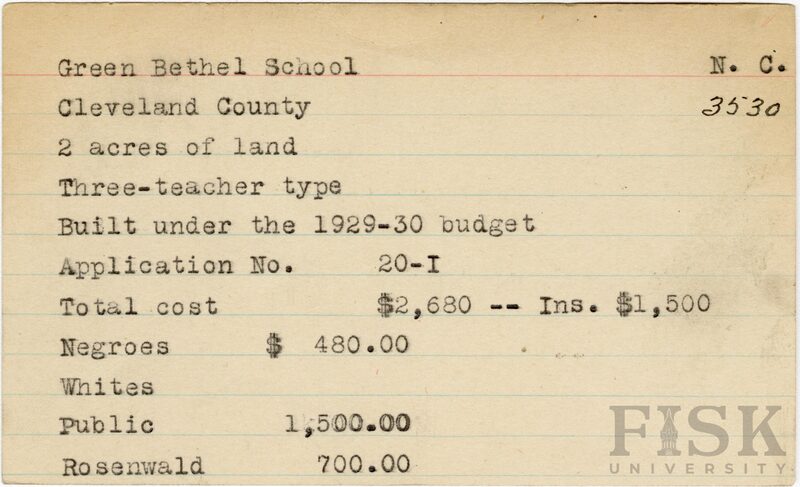 Green Bethel School N. C.
Cleveland County 3530
2 acres of land
Three-teacher type
Built under the 1929-30 budget
Application No. 20-I
Total cost $2,680 -- Ins. $1,500
Negroes $ 480.00
Whites
Public 1,500.00
Rosenwald 700.00
FISK
UNIVERSITY